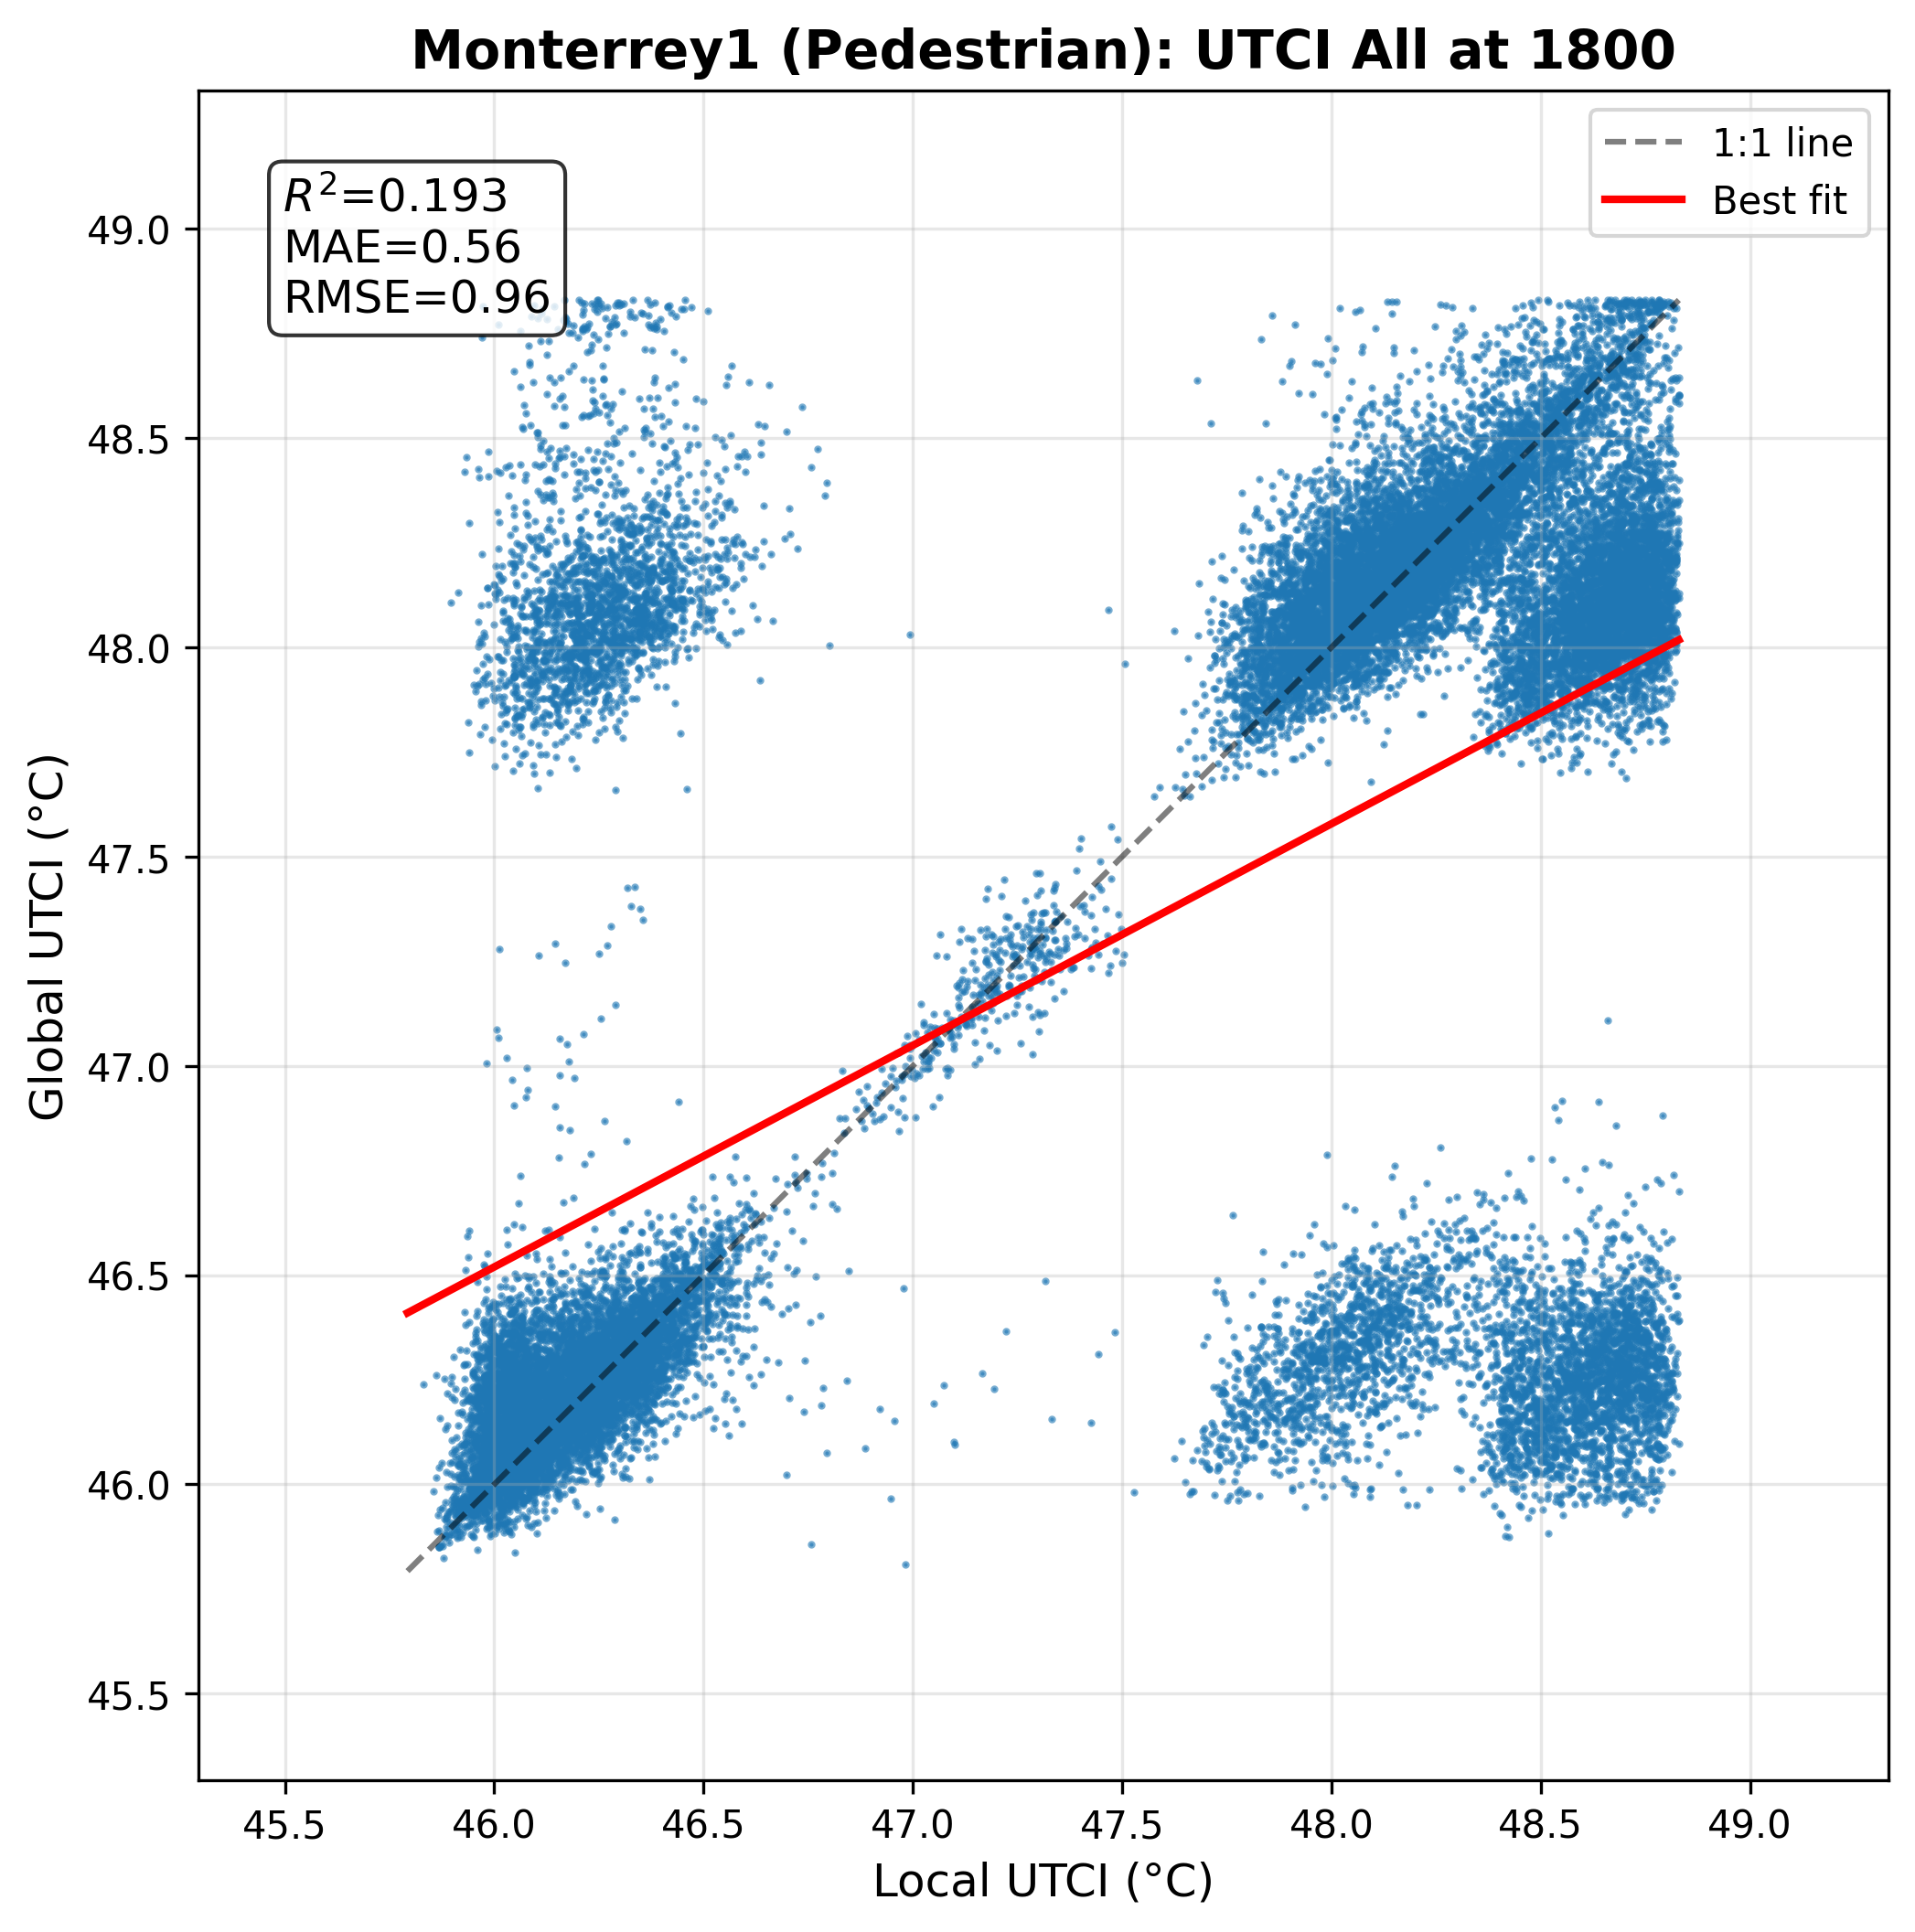 Monterrey1 (Pedestrian): UTCI All at 1800
R²=0.193
MAE=0.56
RMSE=0.96
1:1 line
Best fit
Global UTCI (°C)
49.0
48.5
48.0
47.5
47.0
46.5
46.0
45.5
45.5 46.0 46.5 47.0 47.5 48.0 48.5 49.0
Local UTCI (°C)